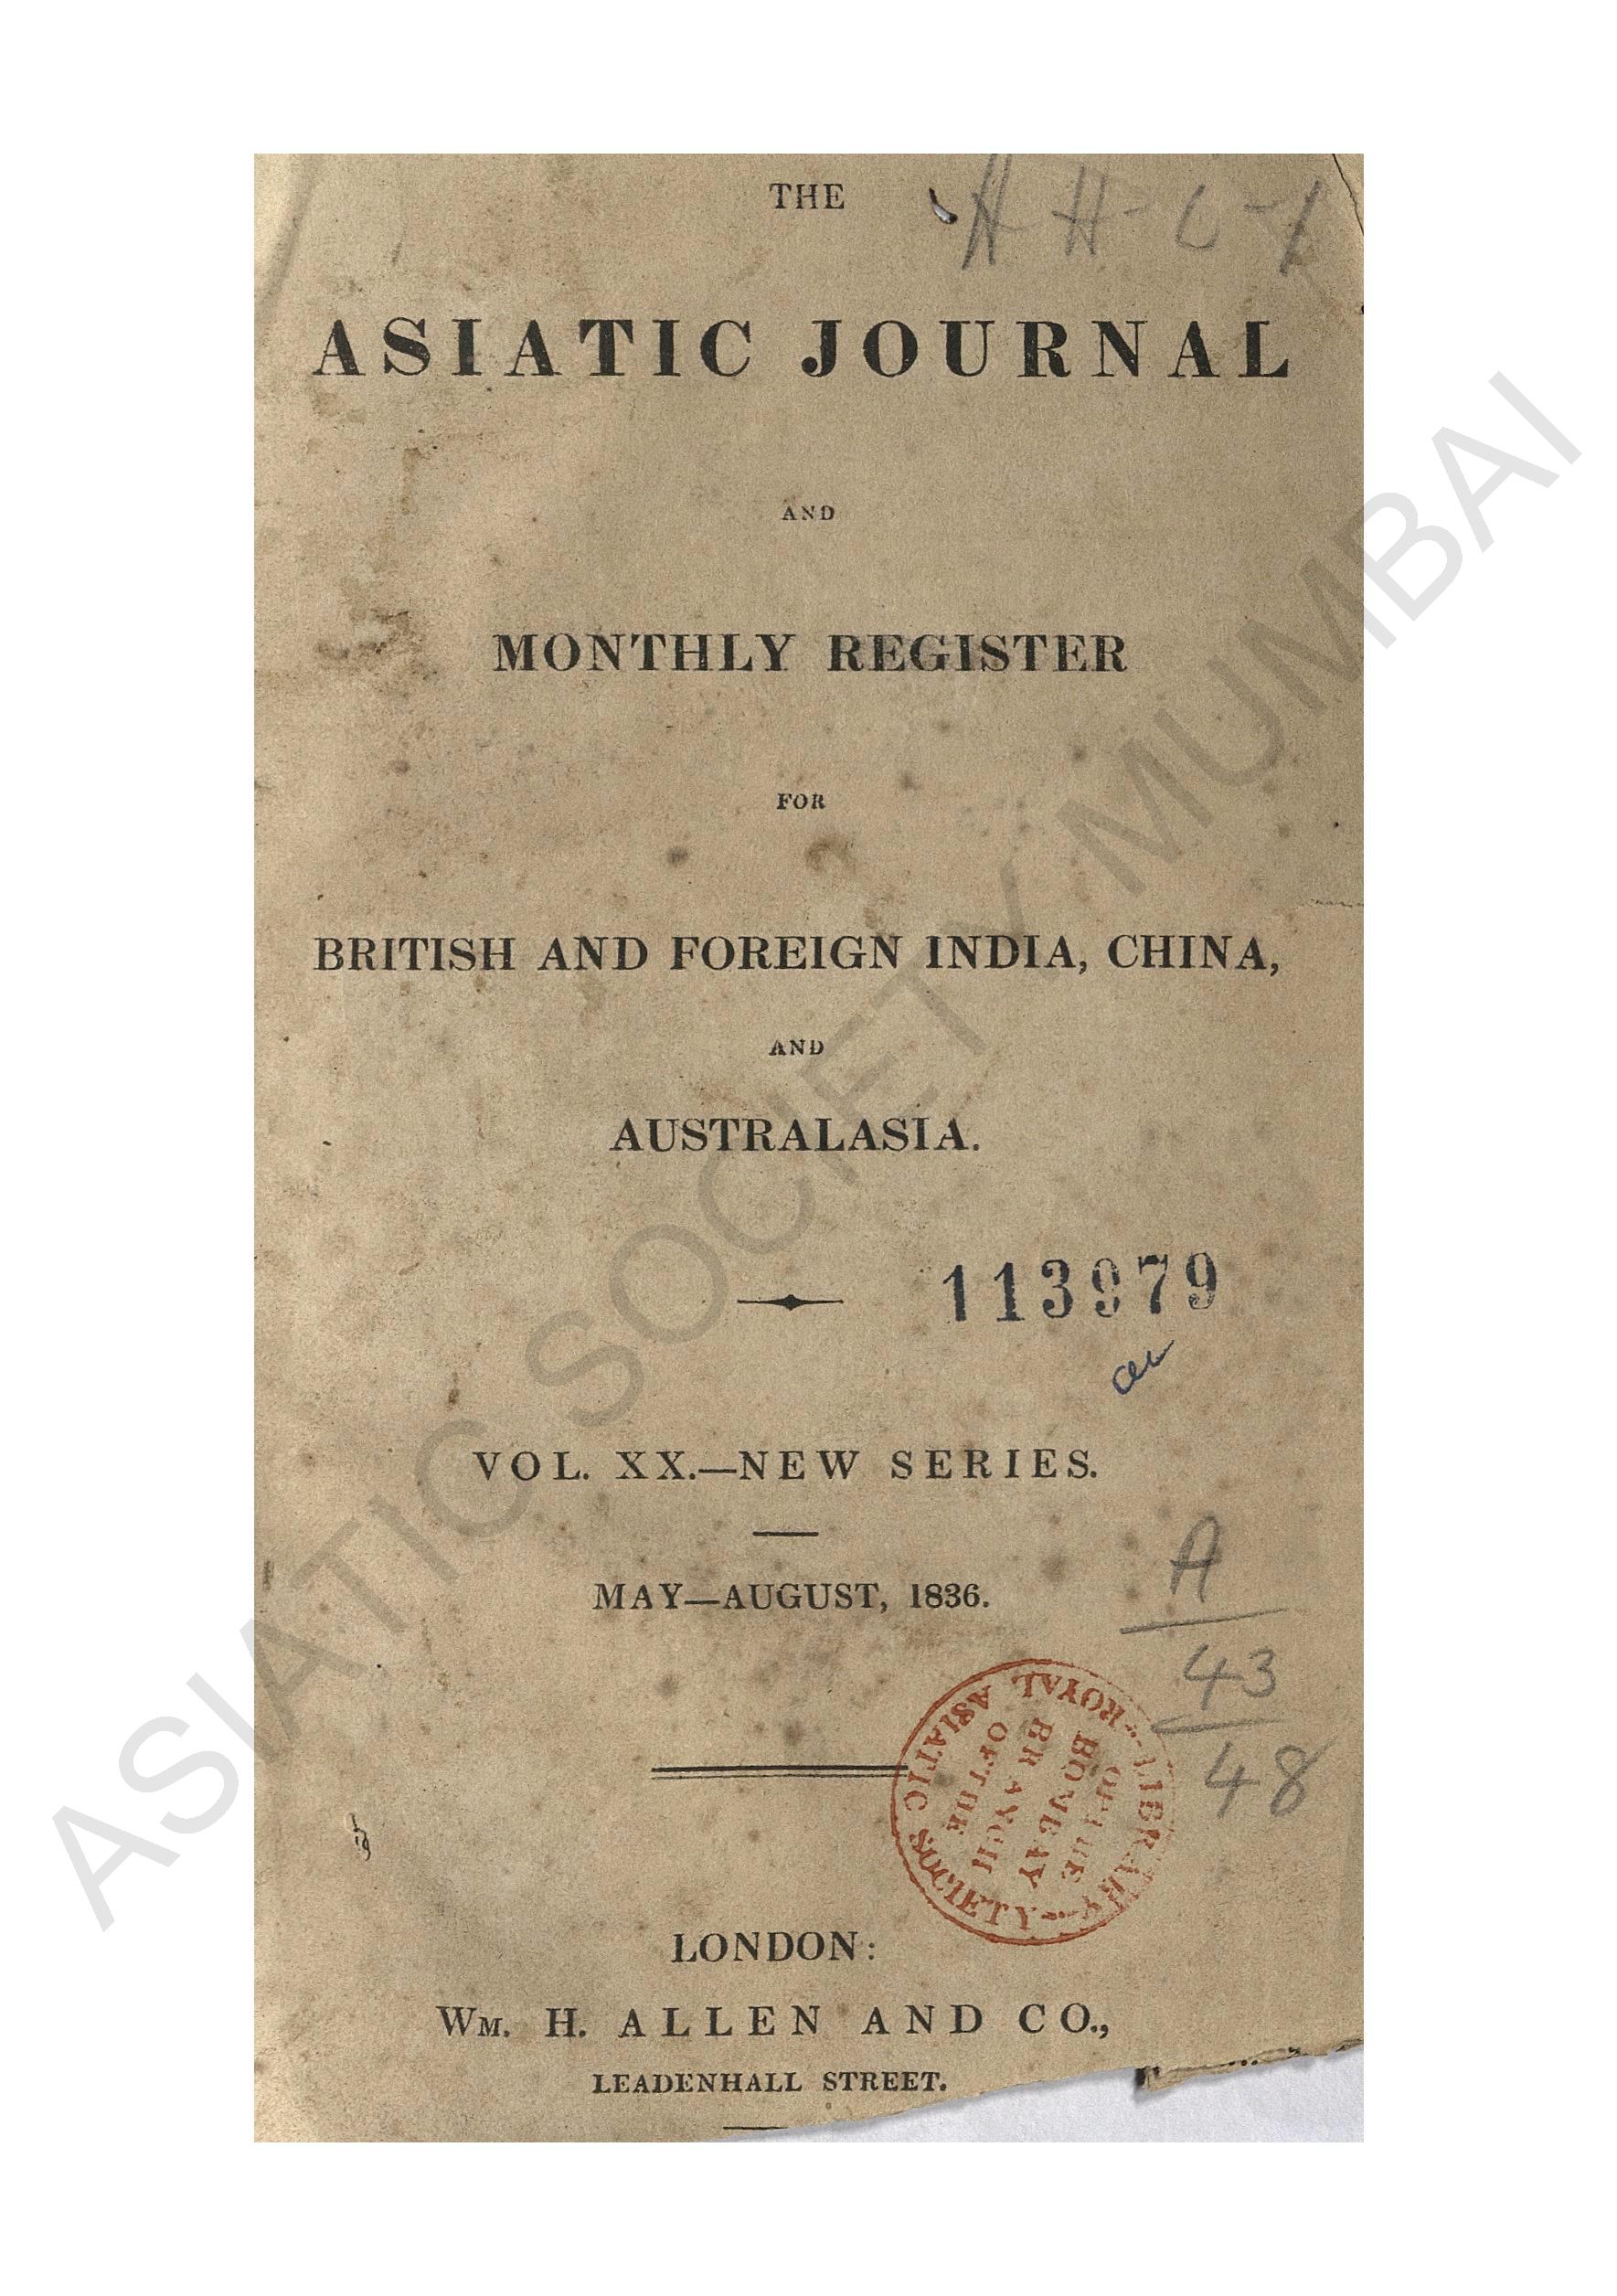 THE
ASIATIC JOURNAL
AND
MONTHLY REGISTER
FOR
BRITISH AND FOREIGN INDIA, CHINA,
AND
AUSTRALASIA.
113979
VOL. XX.—NEW SERIES.
MAY—AUGUST, 1836.
A
43
48
LIBRARY
OF THE
BOMBAY
BRANCH
OF THE
ROYAL ASIATIC SOCIETY
LONDON:
WM. H. ALLEN AND CO.,
LEADENHALL STREET.
ASIATIC SOCIETY MUMBAI